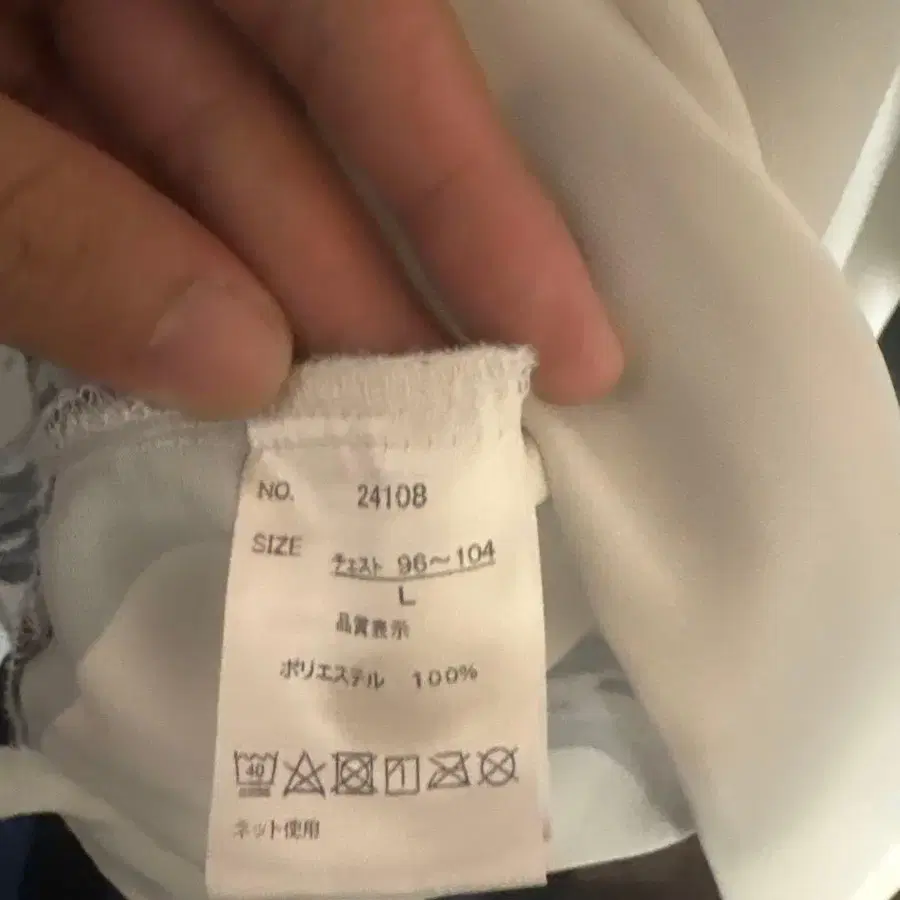 NO. 24108
SIZE チェスト 96～104
L
品質表示
ポリエステル 100%
40
ネット使用